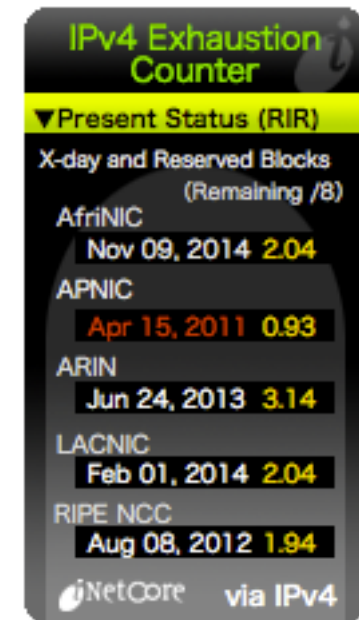 IPv4 Exhaustion
Counter
▼Present Status (RIR)
X-day and Reserved Blocks
(Remaining /8)
AfriNIC
Nov 09, 2014 2.04
APNIC
Apr 15, 2011 0.93
ARIN
Jun 24, 2013 3.14
LACNIC
Feb 01, 2014 2.04
RIPE NCC
Aug 08, 2012 1.94
iNetCore via IPv4